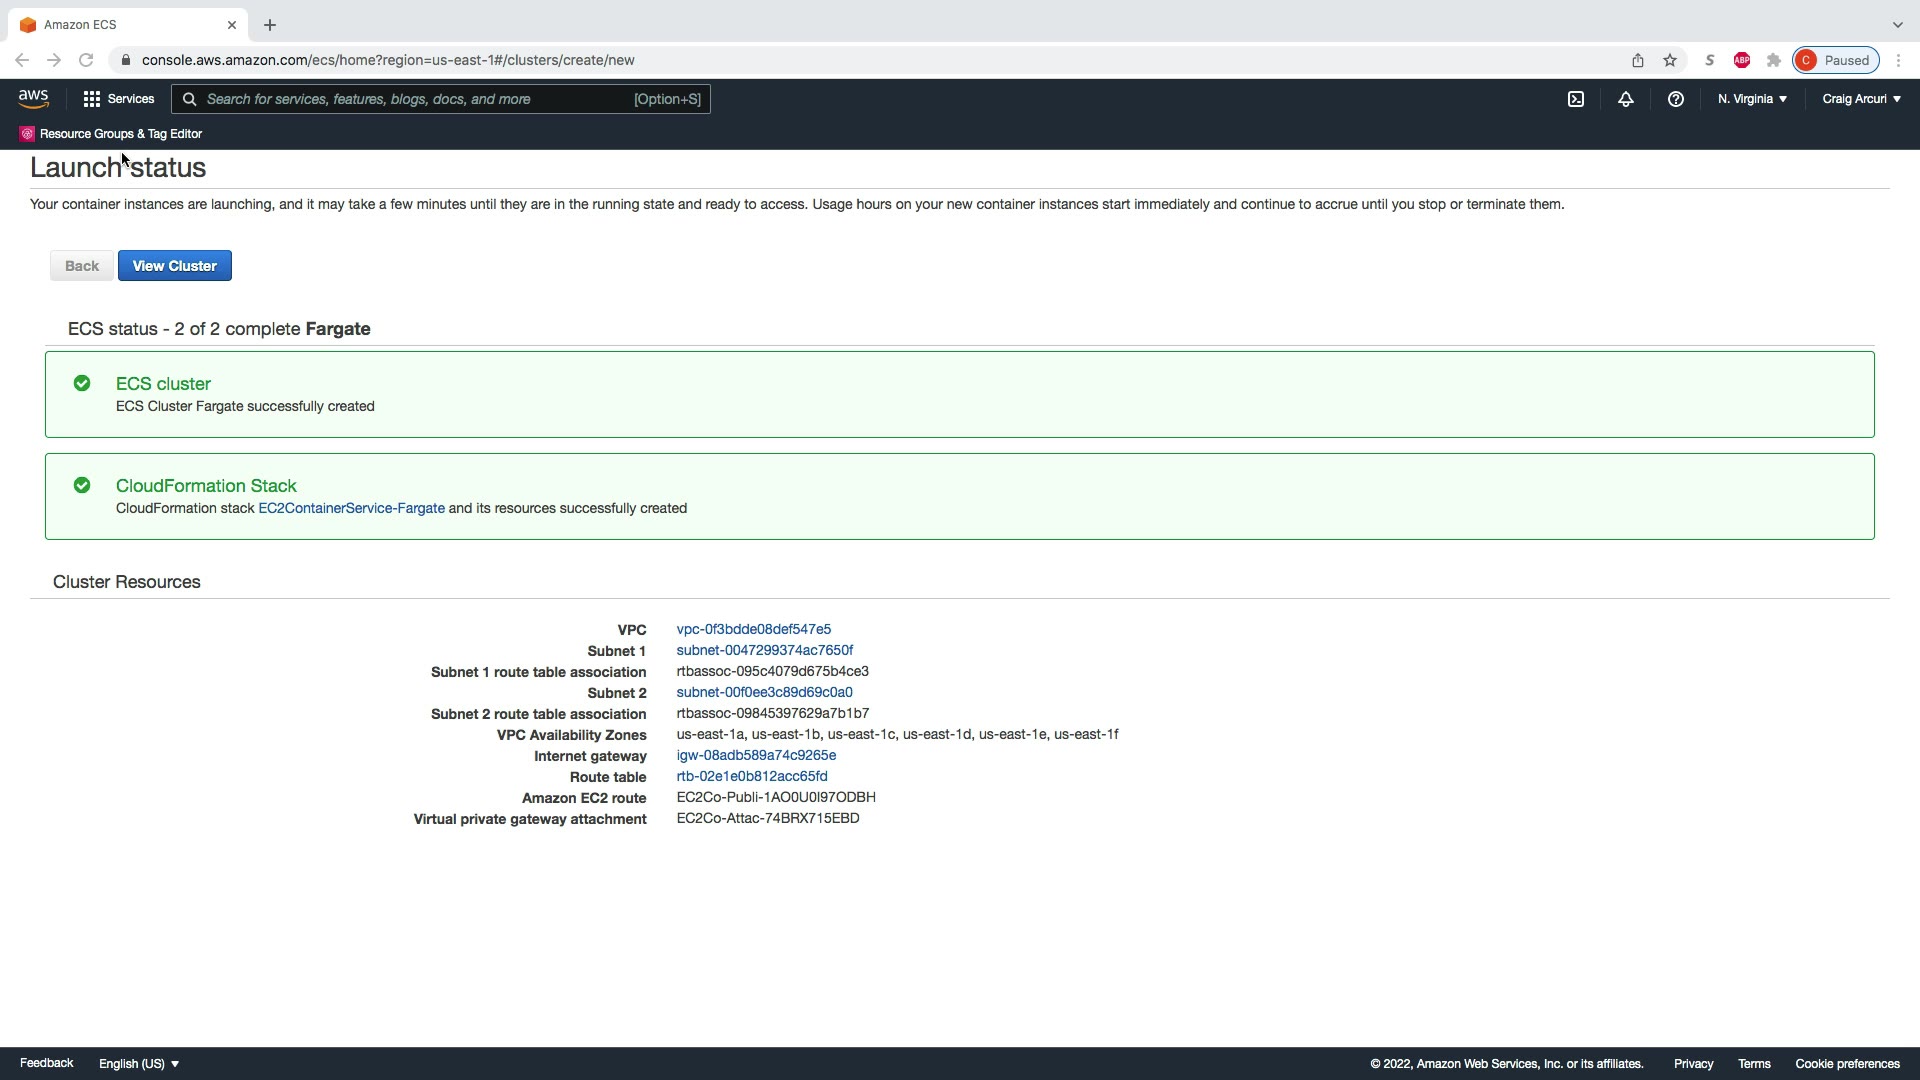 Amazon ECS
console.aws.amazon.com/ecs/home?region=us-east-1#/clusters/create/new
S
ABP
C Paused
aws
Services
Search for services, features, blogs, docs, and more [Option+S]
N. Virginia
Craig Arcuri
Resource Groups & Tag Editor
Launch status
Your container instances are launching, and it may take a few minutes until they are in the running state and ready to access. Usage hours on your new container instances start immediately and continue to accrue until you stop or terminate them.
Back View Cluster
ECS status - 2 of 2 complete Fargate
ECS cluster
ECS Cluster Fargate successfully created
CloudFormation Stack
CloudFormation stack EC2ContainerService-Fargate and its resources successfully created
Cluster Resources
VPC vpc-0f3bdde08def547e5
Subnet 1 subnet-0047299374ac7650f
Subnet 1 route table association rtbassoc-095c4079d675b4ce3
Subnet 2 subnet-00f0ee3c89d69c0a0
Subnet 2 route table association rtbassoc-09845397629a7b1b7
VPC Availability Zones us-east-1a, us-east-1b, us-east-1c, us-east-1d, us-east-1e, us-east-1f
Internet gateway igw-08adb589a74c9265e
Route table rtb-02e1e0b812acc65fd
Amazon EC2 route EC2Co-Publi-1AO0U0I97ODBH
Virtual private gateway attachment EC2Co-Attac-74BRX715EBD
Feedback English (US)
© 2022, Amazon Web Services, Inc. or its affiliates. Privacy Terms Cookie preferences